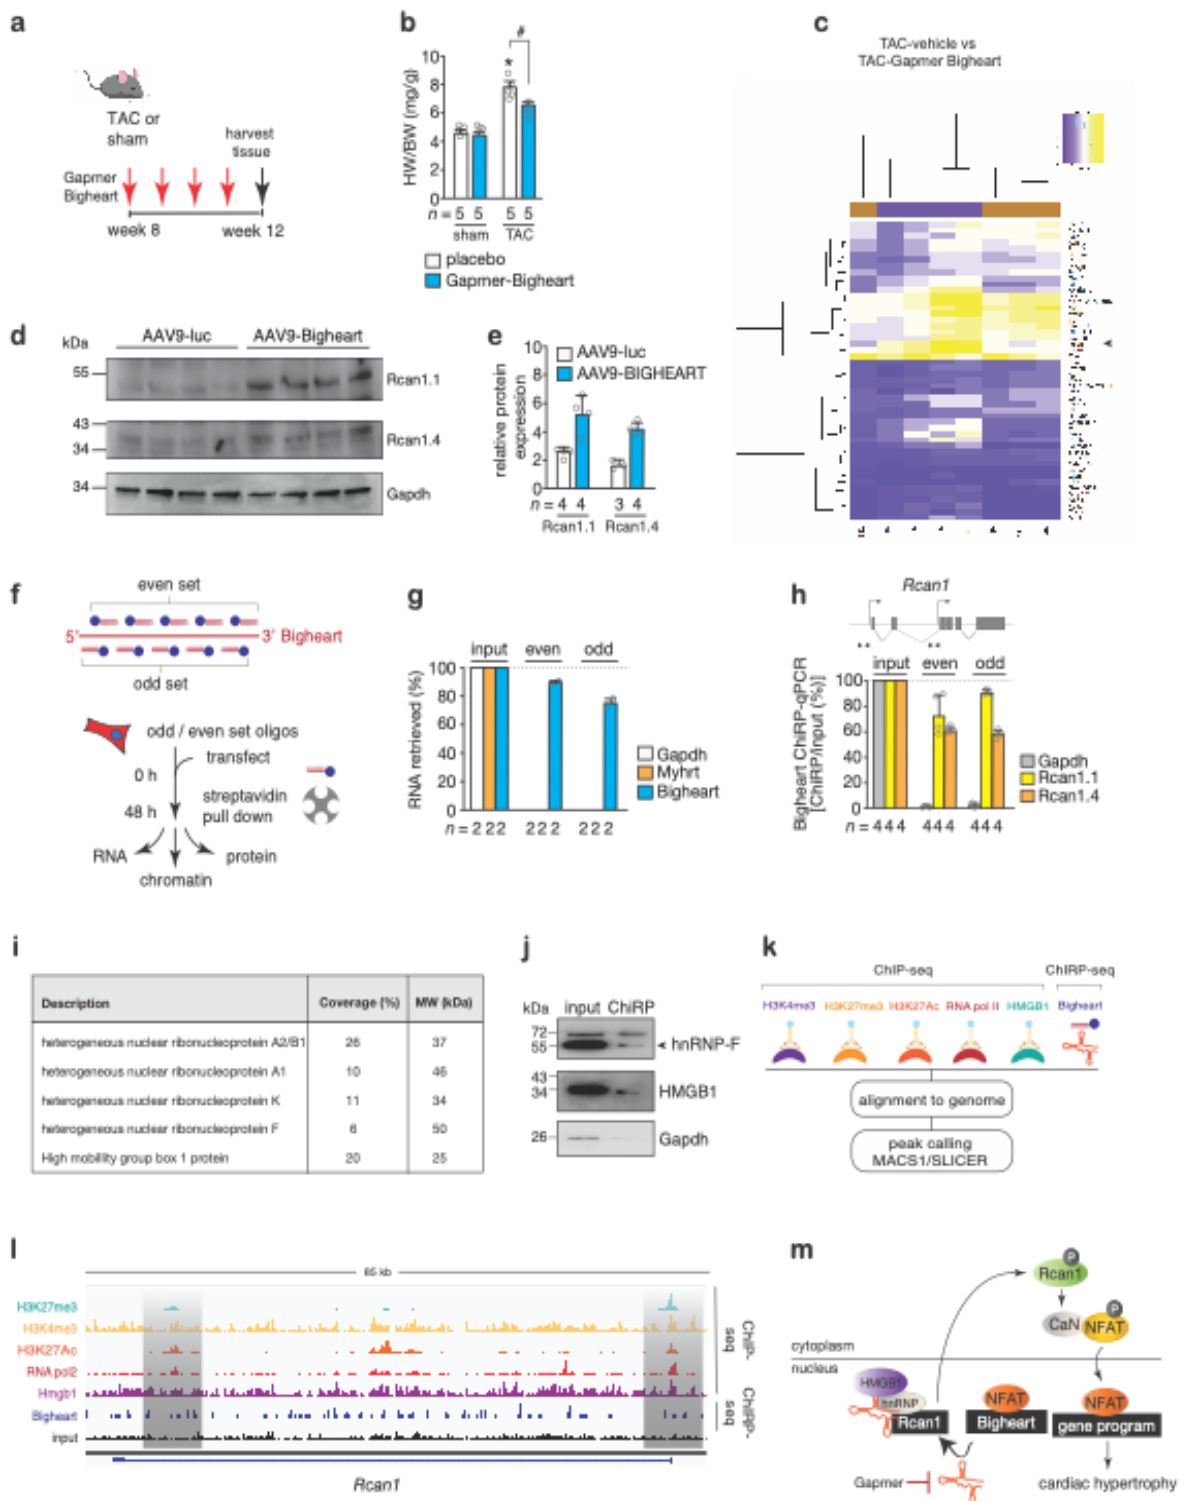 a
TAC or
sham
harvest
tissue
Gapmer
Bigheart
week 8
week 12
b
HW/BW (mg/g)
10
8
6
4
2
0
#
*
n = 5 5 5 5
sham TAC
placebo
Gapmer-Bigheart
c
TAC-vehicle vs
TAC-Gapmer Bigheart
d
kDa
AAV9-luc AAV9-Bigheart
55
Rcan1.1
43
34
Rcan1.4
34
Gapdh
e
relative protein
expression
10
8
6
4
2
0
AAV9-luc
AAV9-BIGHEART
n = 4 4 3 4
Rcan1.1 Rcan1.4
f
even set
5' 3' Bigheart
odd set
odd / even set oligos
transfect
0 h
streptavidin
pull down
48 h
RNA
protein
chromatin
g
RNA retrieved (%)
input even odd
100
80
60
40
20
0
Gapdh
Myhrt
Bigheart
n = 2 2 2 2 2 2 2 2 2
h
Rcan1
Bigheart ChiRP-qPCR
[ChiRP/input (%)]
input even odd
100
80
60
40
20
0
Gapdh
Rcan1.1
Rcan1.4
n = 4 4 4 4 4 4 4 4 4
i
Description Coverage (%) MW (kDa)
heterogeneous nuclear ribonucleoprotein A2/B1 26 37
heterogeneous nuclear ribonucleoprotein A1 10 46
heterogeneous nuclear ribonucleoprotein K 11 34
heterogeneous nuclear ribonucleoprotein F 6 50
High mobility group box 1 protein 20 25
j
kDa input ChiRP
72
55
hnRNP-F
43
34
HMGB1
26
Gapdh
k
ChIP-seq ChIRP-seq
H3K4me3 H3K27me3 H3K27Ac RNA pol II HMGB1 Bigheart
alignment to genome
peak calling
MACS1/SLICER
l
85 kb
H3K27me3
H3K4me3
H3K27Ac
RNA pol2
Hmgb1
Bigheart
input
ChIP-
seq
ChIRP-
seq
Rcan1
m
P
Rcan1
CaN
P
NFAT
cytoplasm
nucleus
HMGB1
hnRNP
Rcan1
NFAT
Bigheart
NFAT
gene program
Gapmer
cardiac hypertrophy